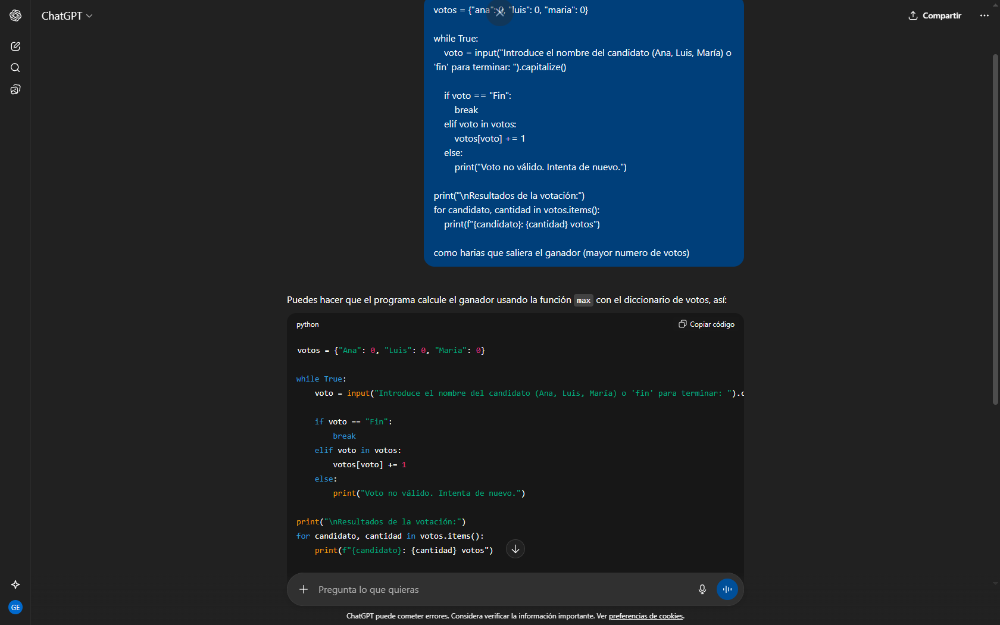 ChatGPT
Compartir
votos = {"ana": 0, "luis": 0, "maria": 0}
while True:
voto = input("Introduce el nombre del candidato (Ana, Luis, María) o
'fin' para terminar: ").capitalize()
if voto == "Fin":
break
elif voto in votos:
votos[voto] += 1
else:
print("Voto no válido. Intenta de nuevo.")
print("\nResultados de la votación:")
for candidato, cantidad in votos.items():
print(f"{candidato}: {cantidad} votos")
como harias que saliera el ganador (mayor numero de votos)
Puedes hacer que el programa calcule el ganador usando la función max con el diccionario de votos, así:
python
Copiar código
votos = {"Ana": 0, "Luis": 0, "Maria": 0}
while True:
voto = input("Introduce el nombre del candidato (Ana, Luis, María) o 'fin' para terminar: ").c
if voto == "Fin":
break
elif voto in votos:
votos[voto] += 1
else:
print("Voto no válido. Intenta de nuevo.")
print("\nResultados de la votación:")
for candidato, cantidad in votos.items():
print(f"{candidato}: {cantidad} votos")
Pregunta lo que quieras
GE
ChatGPT puede cometer errores. Considera verificar la información importante. Ver preferencias de cookies.